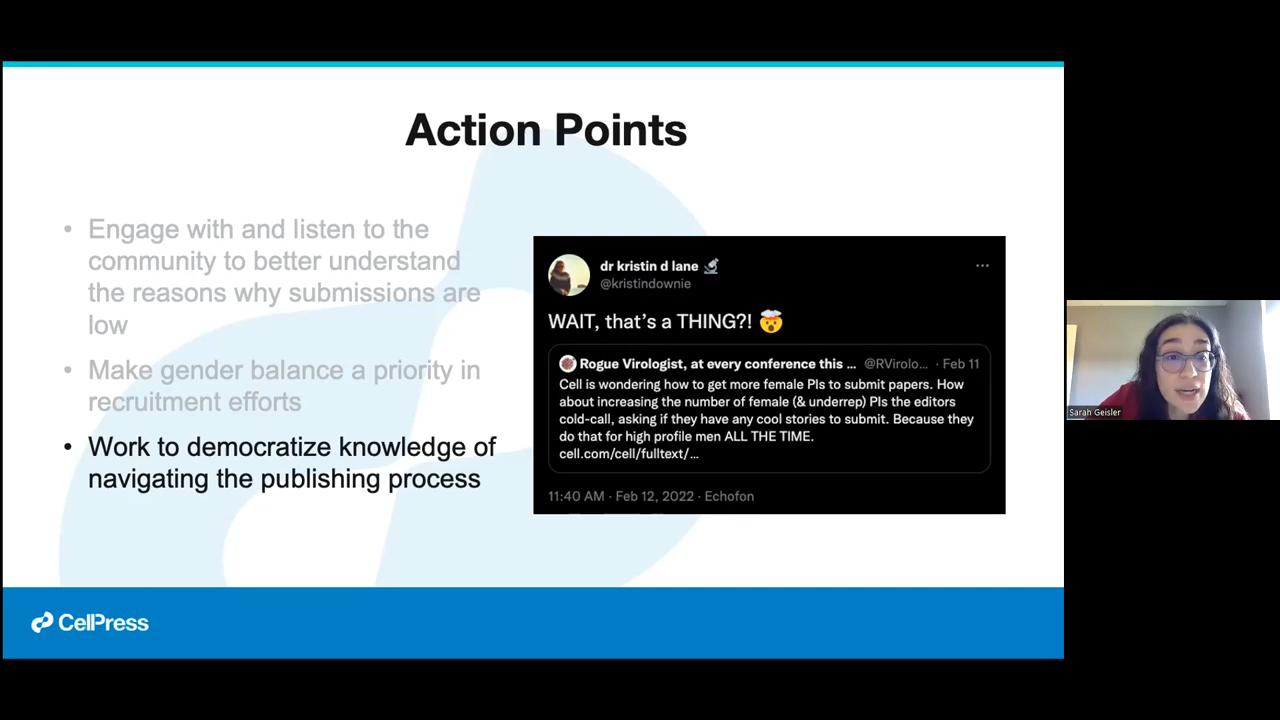 Action Points
• Engage with and listen to the
community to better understand
the reasons why submissions are
low
• Make gender balance a priority in
recruitment efforts
• Work to democratize knowledge of
navigating the publishing process
dr kristin d lane 🔬
@kristindownie
WAIT, that's a THING?! 🤯
Rogue Virologist, at every conference this ... @RVirolo... · Feb 11
Cell is wondering how to get more female PIs to submit papers. How
about increasing the number of female (& underrep) PIs the editors
cold-call, asking if they have any cool stories to submit. Because they
do that for high profile men ALL THE TIME.
cell.com/cell/fulltext/...
11:40 AM · Feb 12, 2022 · Echofon
CellPress
Sarah Geisler